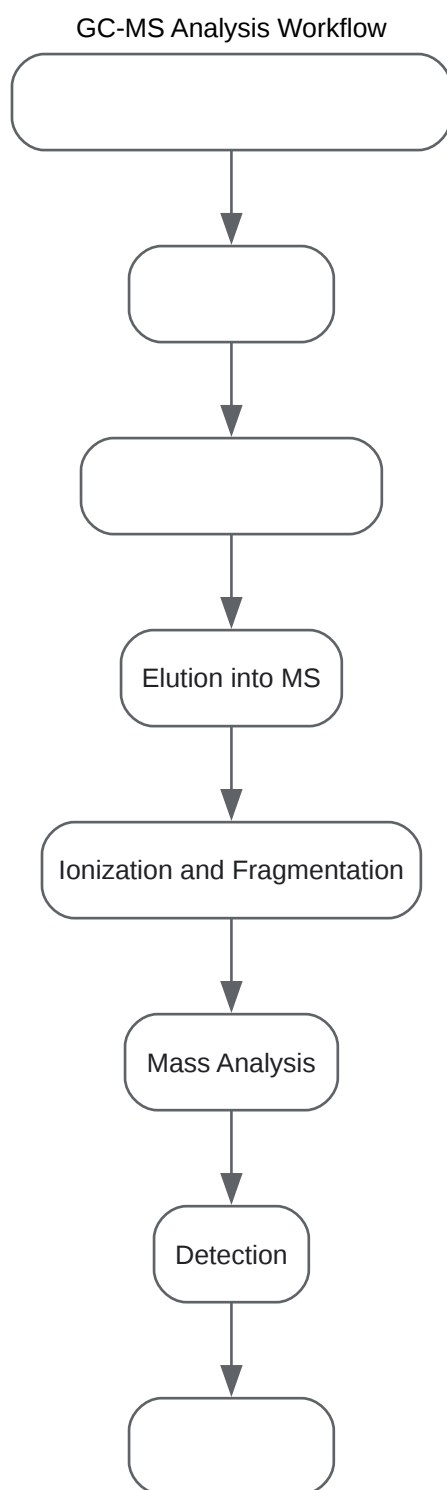 GC-MS Analysis Workflow
Elution into MS
Ionization and Fragmentation
Mass Analysis
Detection